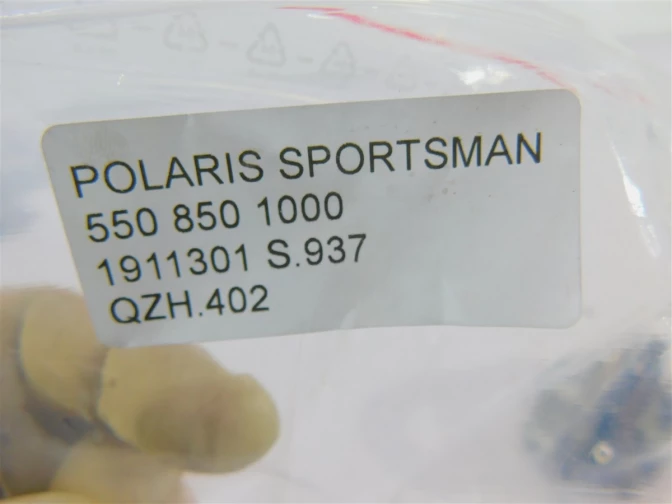 POLARIS SPORTSMAN
550 850 1000
1911301 S.937
QZH.402